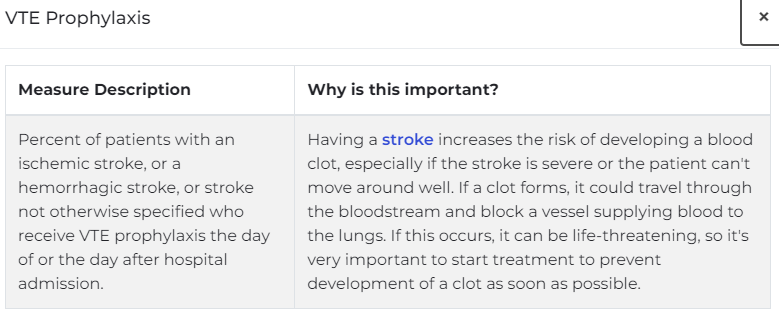 VTE Prophylaxis
×
Measure Description
Why is this important?
Percent of patients with an
ischemic stroke, or a
hemorrhagic stroke, or stroke
not otherwise specified who
receive VTE prophylaxis the day
of or the day after hospital
admission.
Having a stroke increases the risk of developing a blood
clot, especially if the stroke is severe or the patient can't
move around well. If a clot forms, it could travel through
the bloodstream and block a vessel supplying blood to
the lungs. If this occurs, it can be life-threatening, so it's
very important to start treatment to prevent
development of a clot as soon as possible.